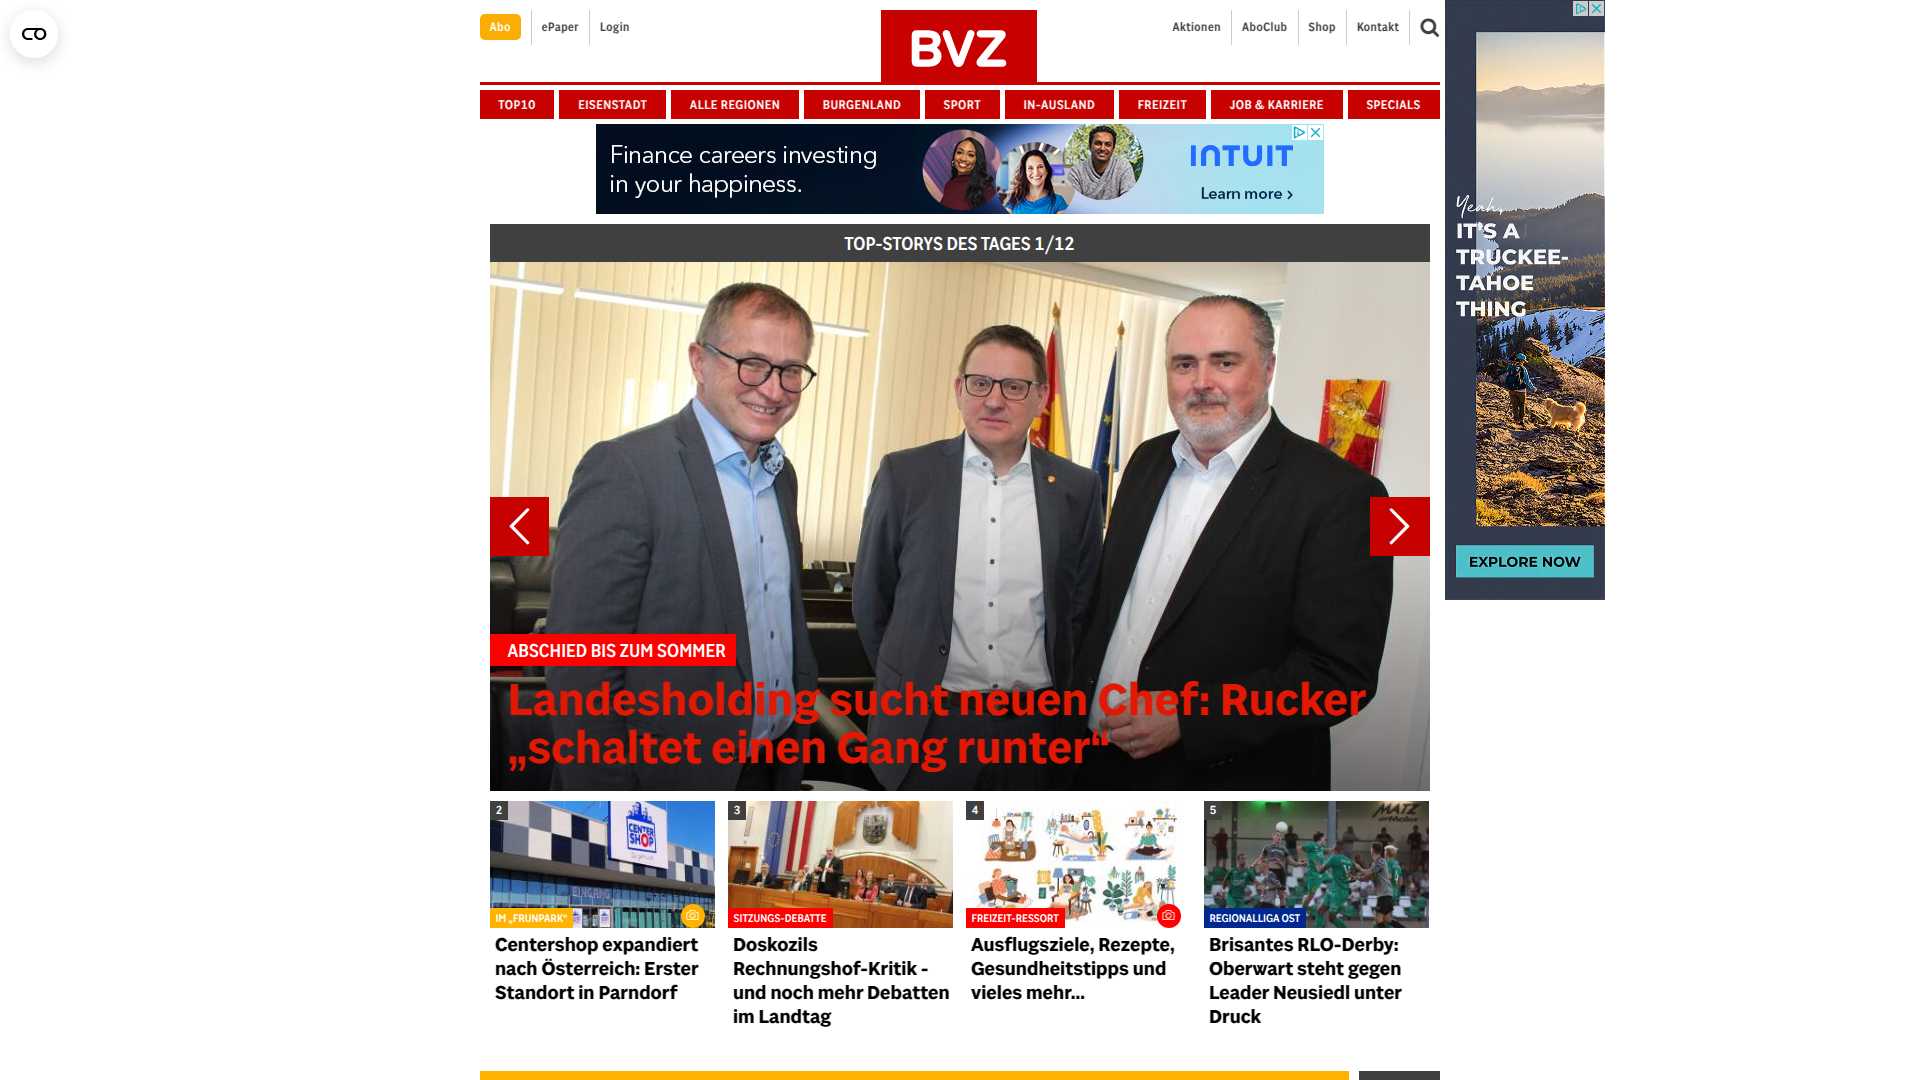 Abo
ePaper
Login
BVZ
Aktionen
AboClub
Shop
Kontakt
TOP10
EISENSTADT
ALLE REGIONEN
BURGENLAND
SPORT
IN-AUSLAND
FREIZEIT
JOB & KARRIERE
SPECIALS
Finance careers investing
in your happiness.
INTUIT
Learn more >
Yeah,
IT'S A
TRUCKEE-
TAHOE
THING
EXPLORE NOW
TOP-STORYS DES TAGES 1/12
ABSCHIED BIS ZUM SOMMER
Landesholding sucht neuen Chef: Rucker
„schaltet einen Gang runter“
2
CENTER
SHOP
EINGANG
IM „FRUNPARK“
Centershop expandiert
nach Österreich: Erster
Standort in Parndorf
3
SITZUNGS-DEBATTE
Doskozils
Rechnungshof-Kritik -
und noch mehr Debatten
im Landtag
4
FREIZEIT-RESSORT
Ausflugsziele, Rezepte,
Gesundheitstipps und
vieles mehr...
5
MATZ
REGIONALLIGA OST
Brisantes RLO-Derby:
Oberwart steht gegen
Leader Neusiedl unter
Druck